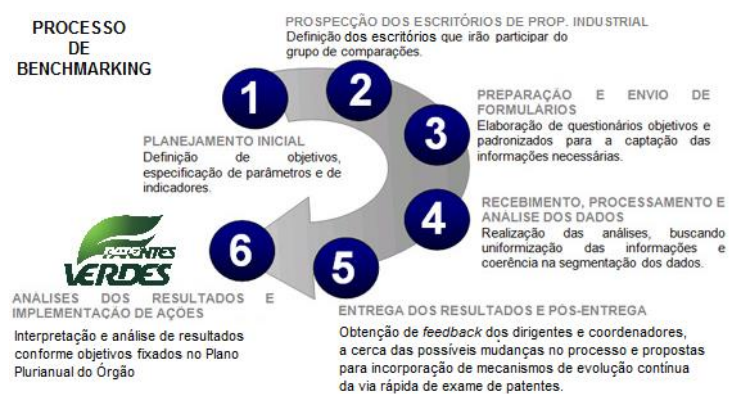 PROCESSO
DE
BENCHMARKING
PROSPECÇÃO DOS ESCRITÓRIOS DE PROP. INDUSTRIAL
Definição dos escritórios que irão participar do
grupo de comparações.
1
2
3
4
5
6
PLANEJAMENTO INICIAL
Definição de objetivos,
especificação de parâmetros e de
indicadores.
PREPARAÇÃO E ENVIO DE
FORMULÁRIOS
Elaboração de questionários objetivos e
padronizados para a captação das
informações necessárias.
RECEBIMENTO, PROCESSAMENTO E
ANÁLISE DOS DADOS
Realização das análises, buscando
uniformização das informações e
coerência na segmentação dos dados.
ENTREGA DOS RESULTADOS E PÓS-ENTREGA
Obtenção de feedback dos dirigentes e coordenadores,
a cerca das possíveis mudanças no processo e propostas
para incorporação de mecanismos de evolução contínua
da via rápida de exame de patentes.
PATENTES
VERDES
ANÁLISES DOS RESULTADOS E
IMPLEMENTAÇÃO DE AÇÕES
Interpretação e análise de resultados
conforme objetivos fixados no Plano
Plurianual do Órgão